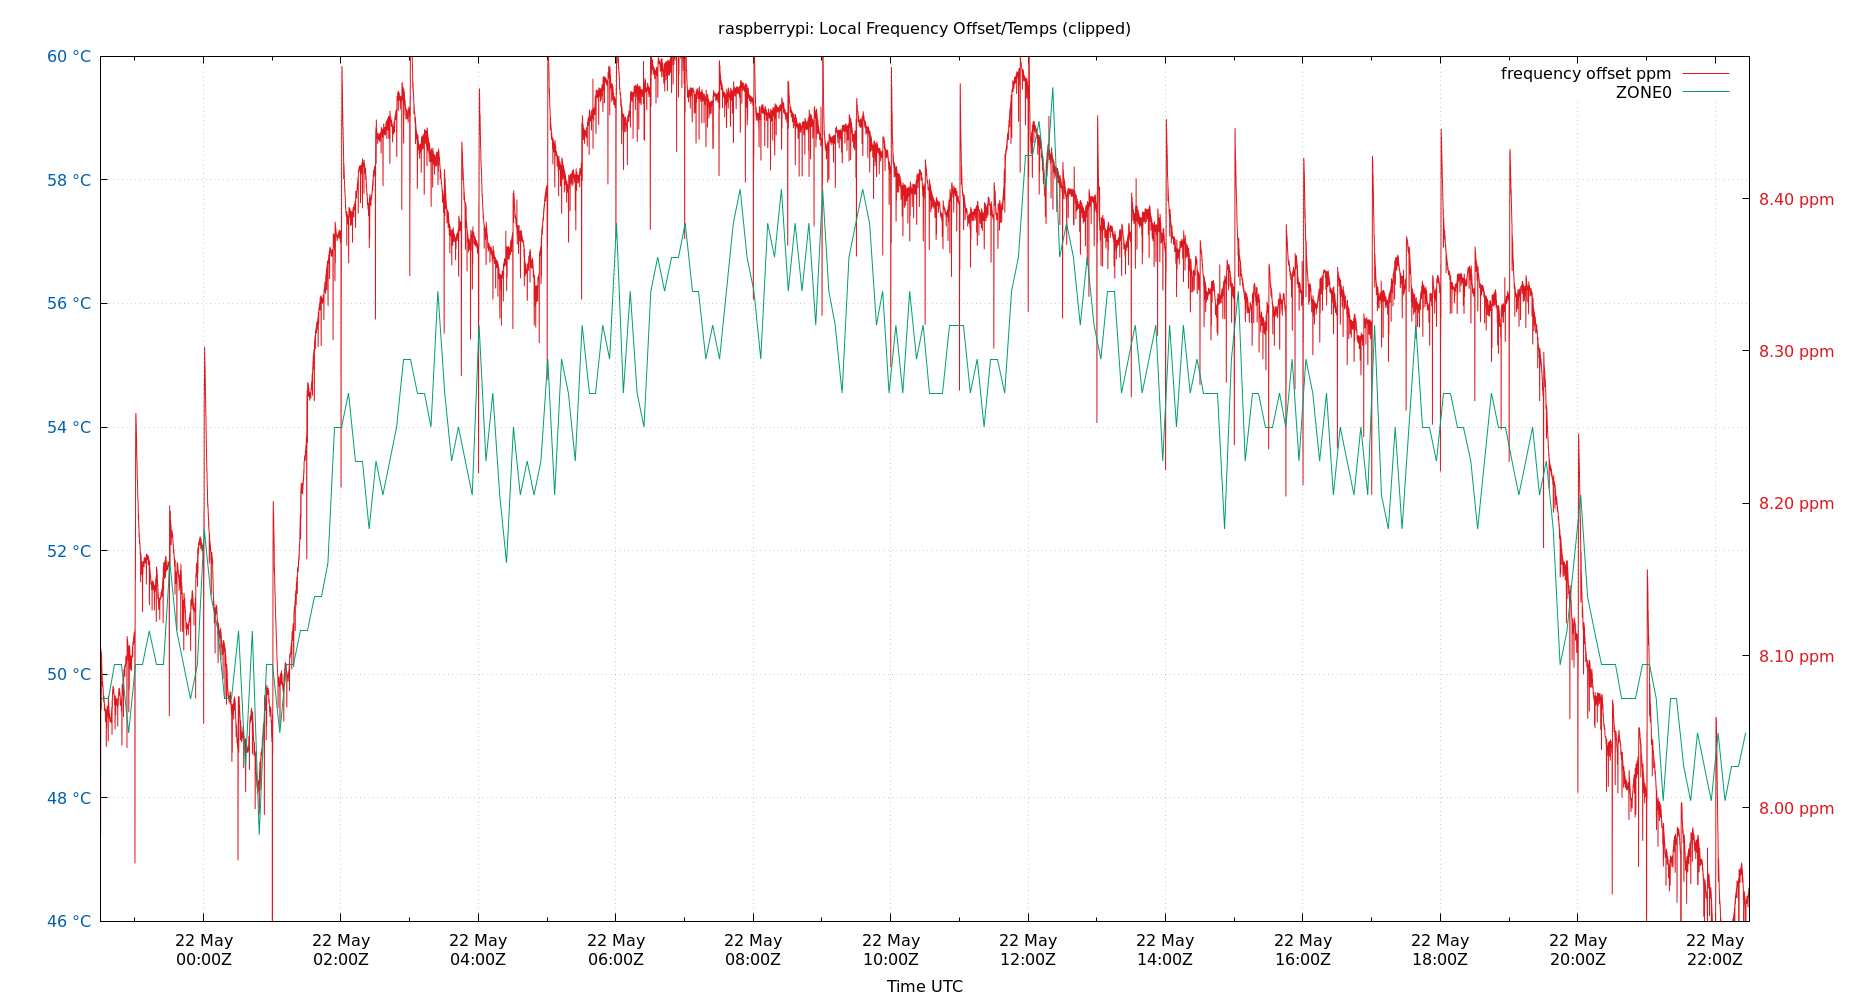 raspberrypi: Local Frequency Offset/Temps (clipped)
frequency offset ppm
ZONE0
60 °C
58 °C
56 °C
54 °C
52 °C
50 °C
48 °C
46 °C
8.40 ppm
8.30 ppm
8.20 ppm
8.10 ppm
8.00 ppm
22 May 22 May 22 May 22 May 22 May 22 May 22 May 22 May 22 May 22 May 22 May 22 May
00:00Z 02:00Z 04:00Z 06:00Z 08:00Z 10:00Z 12:00Z 14:00Z 16:00Z 18:00Z 20:00Z 22:00Z
Time UTC